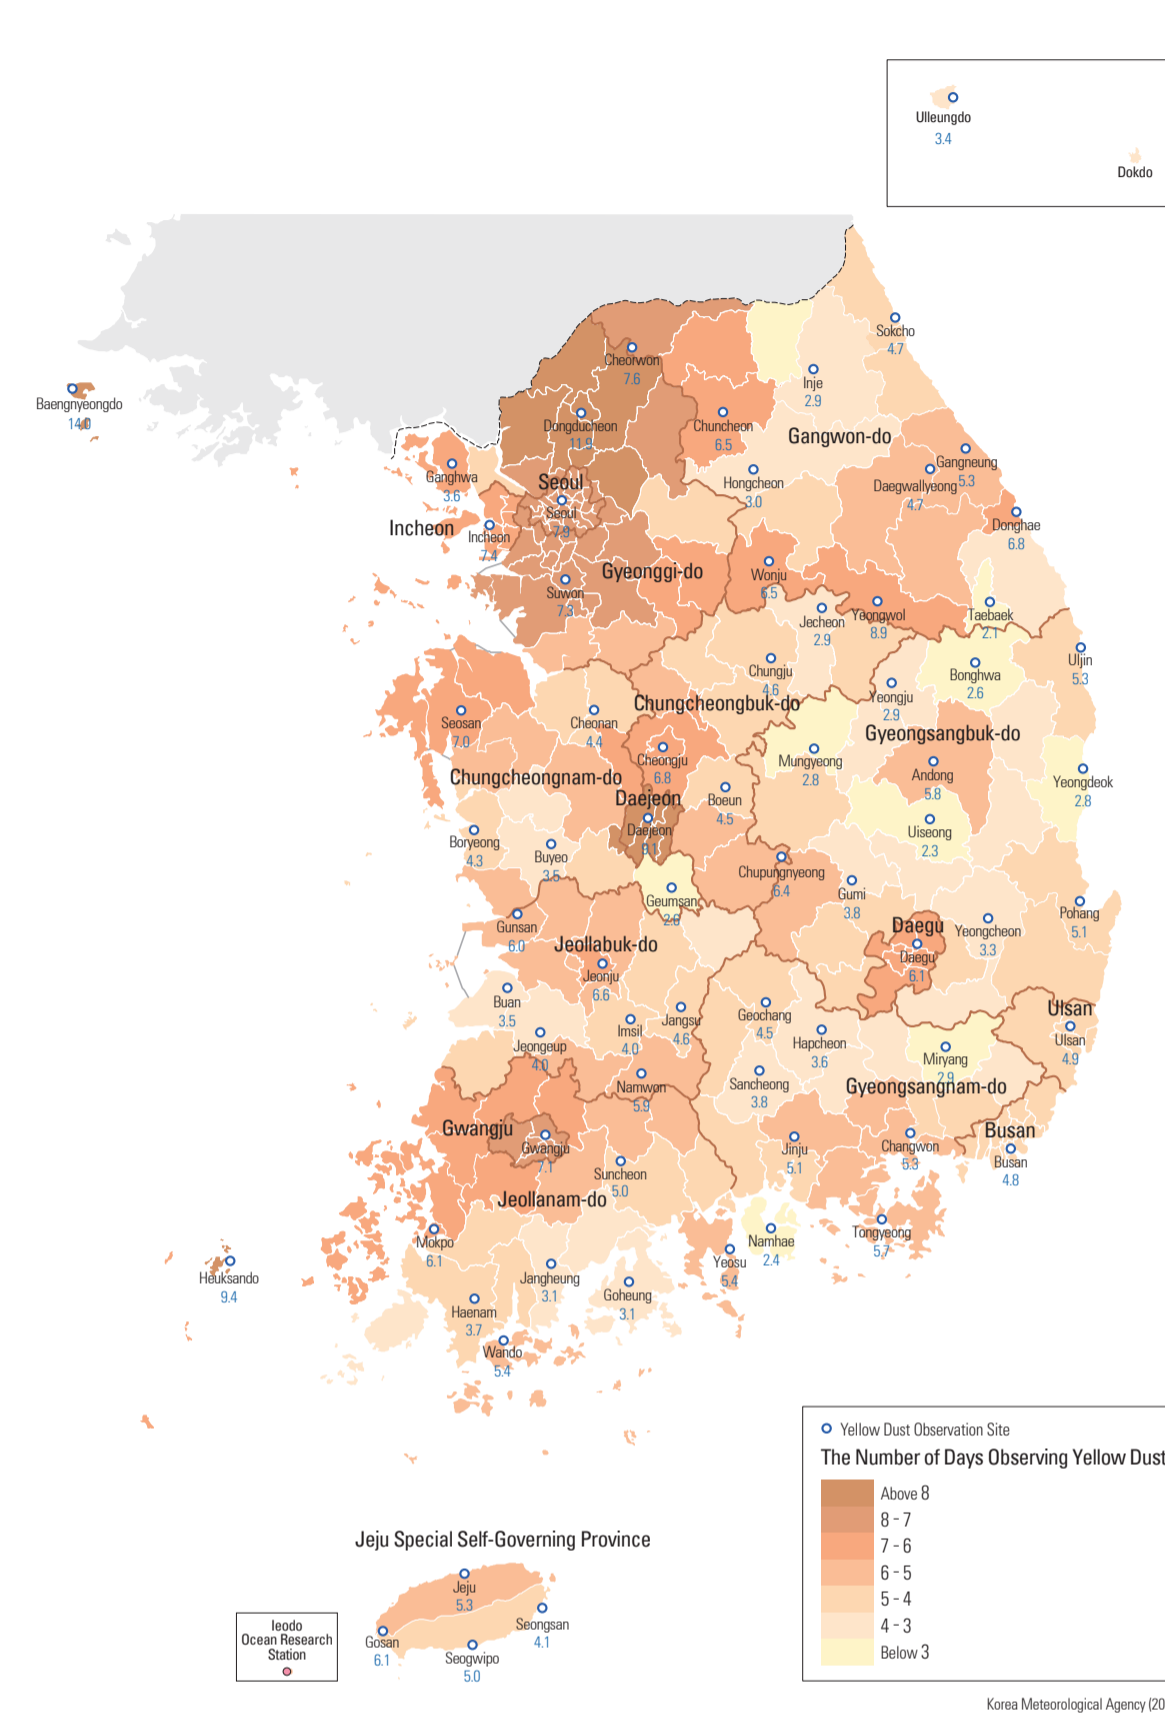 Ulleungdo
3.4
Dokdo
Sokcho
4.7
Cheorwon
7.6
Inje
2.9
Baengnyeongdo
14.0
Dongducheon
11.9
Chuncheon
6.5
Gangwon-do
Gangneung
5.3
Ganghwa
3.6
Hongcheon
3.0
Daegwallyeong
4.7
Seoul
Seoul
7.9
Donghae
6.8
Incheon
Incheon
7.4
Gyeonggi-do
Wonju
6.5
Suwon
7.3
Jecheon
2.9
Yeongwol
8.9
Taebaek
2.1
Chungju
4.6
Uljin
5.3
Bonghwa
2.6
Yeongju
2.9
Chungcheongbuk-do
Seosan
7.0
Cheonan
4.4
Gyeongsangbuk-do
Cheongju
6.8
Mungyeong
2.8
Andong
5.8
Yeongdeok
2.8
Chungcheongnam-do
Daejeon
Daejeon
9.1
Boeun
4.5
Uiseong
2.3
Boryeong
4.3
Buyeo
3.5
Chupungnyeong
6.4
Gumi
3.8
Geumsan
2.8
Pohang
5.1
Gunsan
6.0
Jeollabuk-do
Daegu
Daegu
6.1
Yeongcheon
3.3
Jeonju
6.6
Buan
3.5
Jangsu
4.6
Geochang
4.5
Ulsan
Ulsan
4.9
Imsil
4.0
Jeongeup
4.0
Hapcheon
3.6
Miryang
2.9
Namwon
5.9
Sancheong
3.8
Gyeongsangnam-do
Gwangju
Gwangju
7.1
Jinju
5.1
Changwon
5.3
Busan
Busan
4.8
Suncheon
5.0
Jeollanam-do
Mokpo
6.1
Namhae
2.4
Tongyeong
5.7
Yeosu
5.4
Heuksando
9.4
Jangheung
3.1
Goheung
3.1
Haenam
3.7
Wando
5.4
Yellow Dust Observation Site
The Number of Days Observing Yellow Dust
Above 8
8 - 7
7 - 6
6 - 5
5 - 4
4 - 3
Below 3
Jeju Special Self-Governing Province
Jeju
5.3
Seongsan
4.1
Gosan
6.1
Seogwipo
5.0
Ieodo
Ocean Research
Station
Korea Meteorological Agency (20